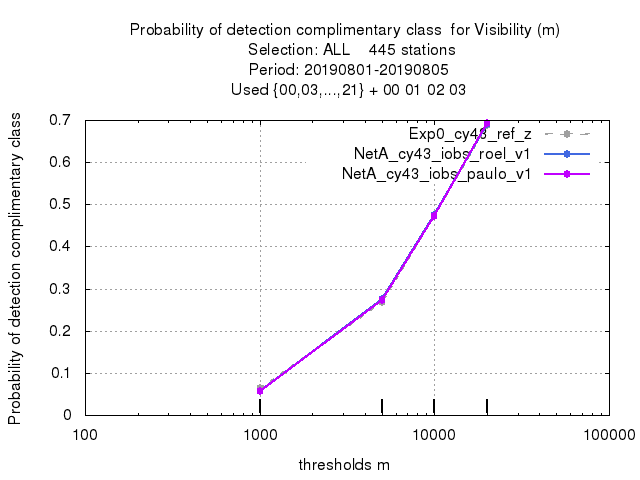 Probability of detection complimentary class  for Visibility (m)
Selection: ALL    445 stations
Period: 20190801-20190805
Used {00,03,...,21} + 00 01 02 03
Probability of detection complimentary class
0.7
0.6
0.5
0.4
0.3
0.2
0.1
0
Exp0_cy43_ref_z
NetA_cy43_iobs_roel_v1
NetA_cy43_iobs_paulo_v1
100
1000
10000
100000
thresholds m